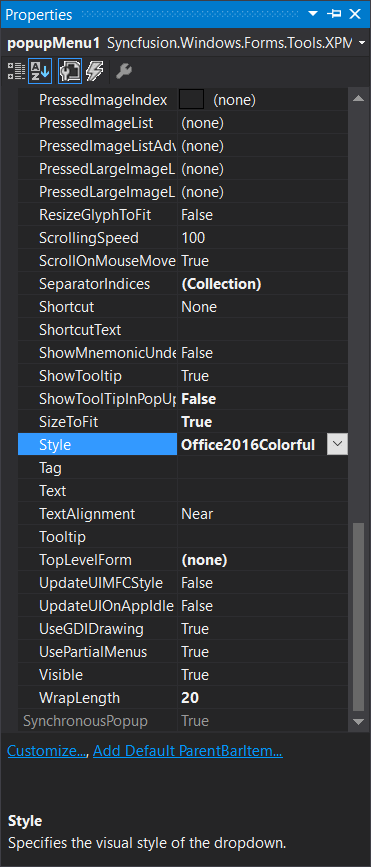 Properties
popupMenu1 Syncfusion.Windows.Forms.Tools.XPM
PressedImageIndex (none)
PressedImageList (none)
PressedImageListAdv (none)
PressedLargeImageL (none)
PressedLargeImageL (none)
ResizeGlyphToFit False
ScrollingSpeed 100
ScrollOnMouseMove True
SeparatorIndices (Collection)
Shortcut None
ShortcutText
ShowMnemonicUnde False
ShowTooltip True
ShowToolTipInPopUp False
SizeToFit True
Style Office2016Colorful
Tag
Text
TextAlignment Near
Tooltip
TopLevelForm (none)
UpdateUIMFCStyle False
UpdateUIOnAppIdle False
UseGDIDrawing True
UsePartialMenus True
Visible True
WrapLength 20
SynchronousPopup True
Customize..., Add Default ParentBarItem...
Style
Specifies the visual style of the dropdown.